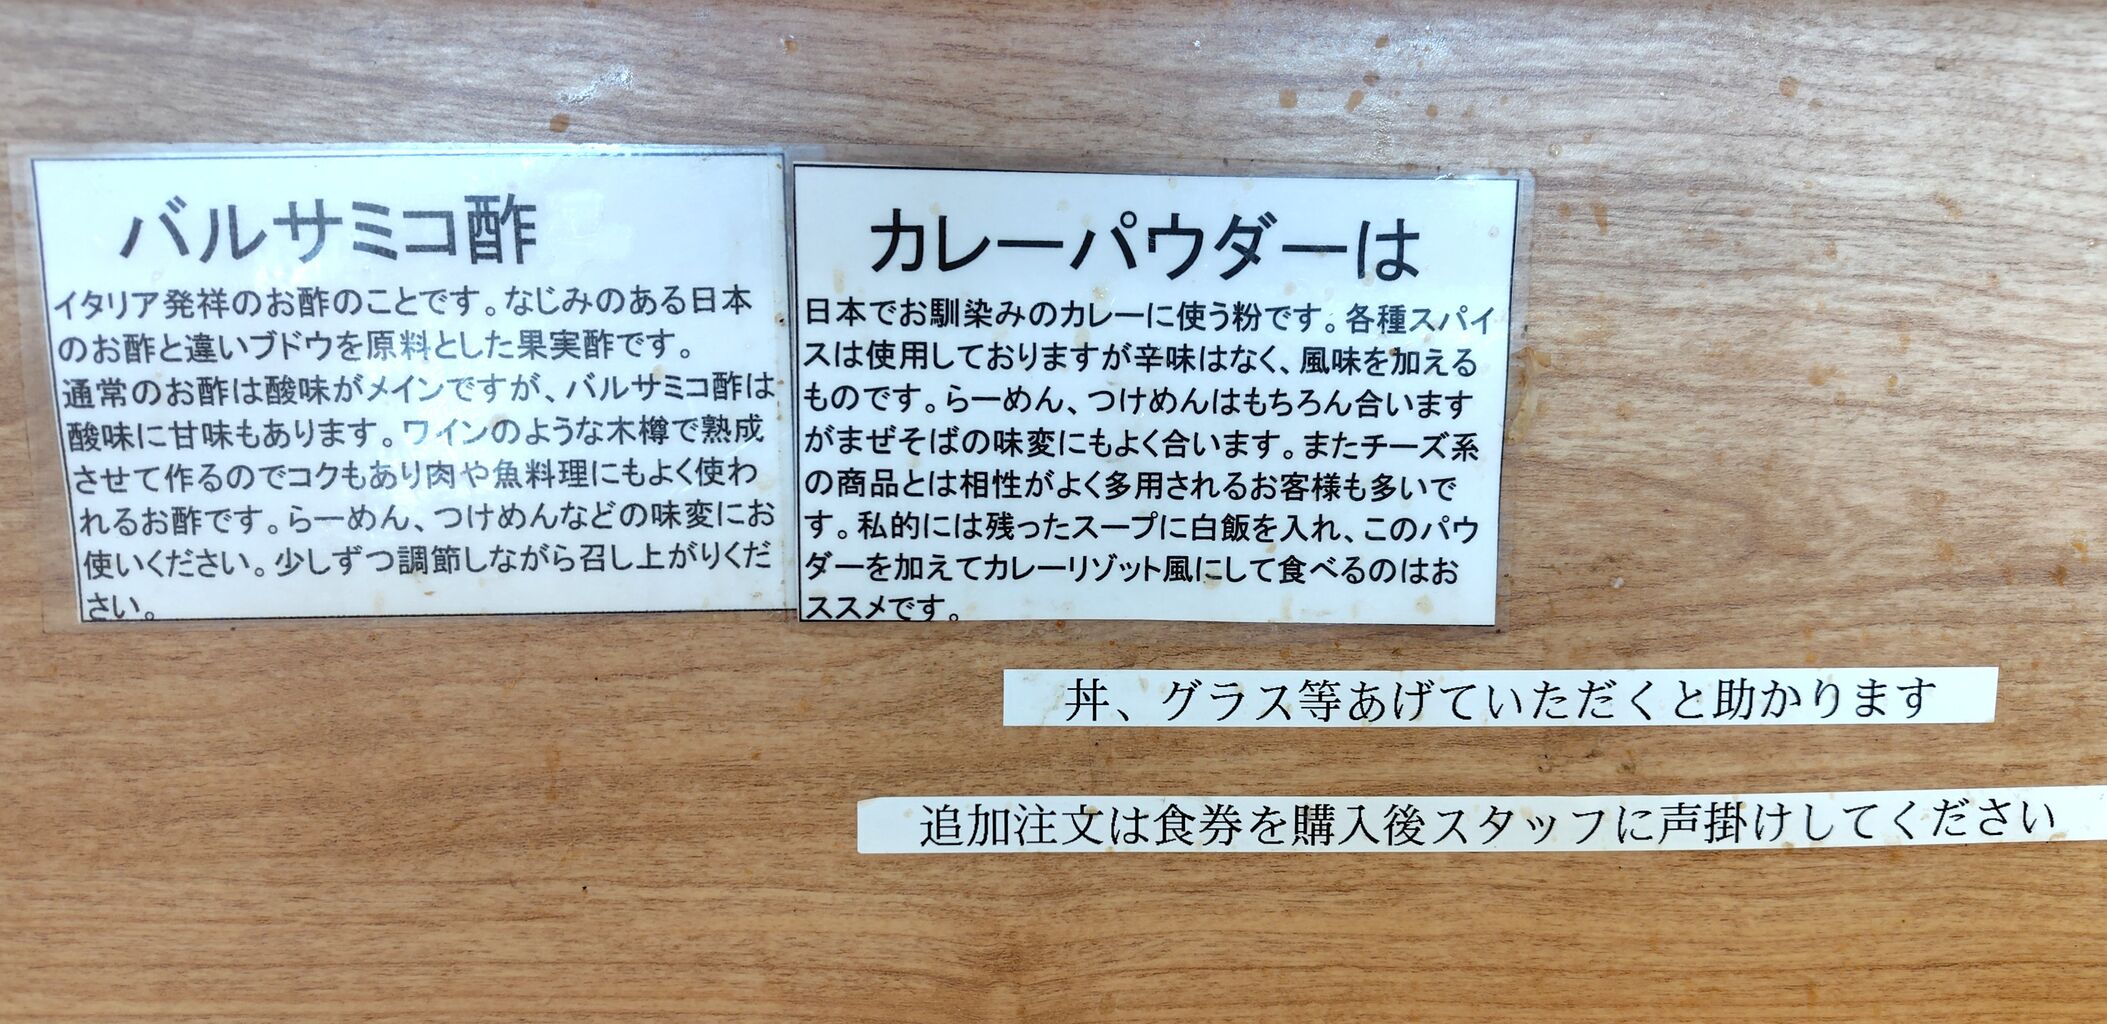 バルサミコ酢
イタリア発祥のお酢のことです。なじみのある日本
のお酢と違いブドウを原料とした果実酢です。
通常のお酢は酸味がメインですが、バルサミコ酢は
酸味に甘味もあります。ワインのような木樽で熟成
させて作るのでコクもあり肉や魚料理にもよく使わ
れるお酢です。らーめん、つけめんなどの味変にお
使いください。少しずつ調節しながら召し上がりくだ
さい。
カレーパウダーは
日本でお馴染みのカレーに使う粉です。各種スパイ
スは使用しておりますが辛味はなく、風味を加える
ものです。らーめん、つけめんはもちろん合います
がまぜそばの味変にもよく合います。またチーズ系
の商品とは相性がよく多用されるお客様も多いで
す。私的には残ったスープに白飯を入れ、このパウ
ダーを加えてカレーリゾット風にして食べるのはお
ススメです。
丼、グラス等あげていただくと助かります
追加注文は食券を購入後スタッフに声掛けしてください